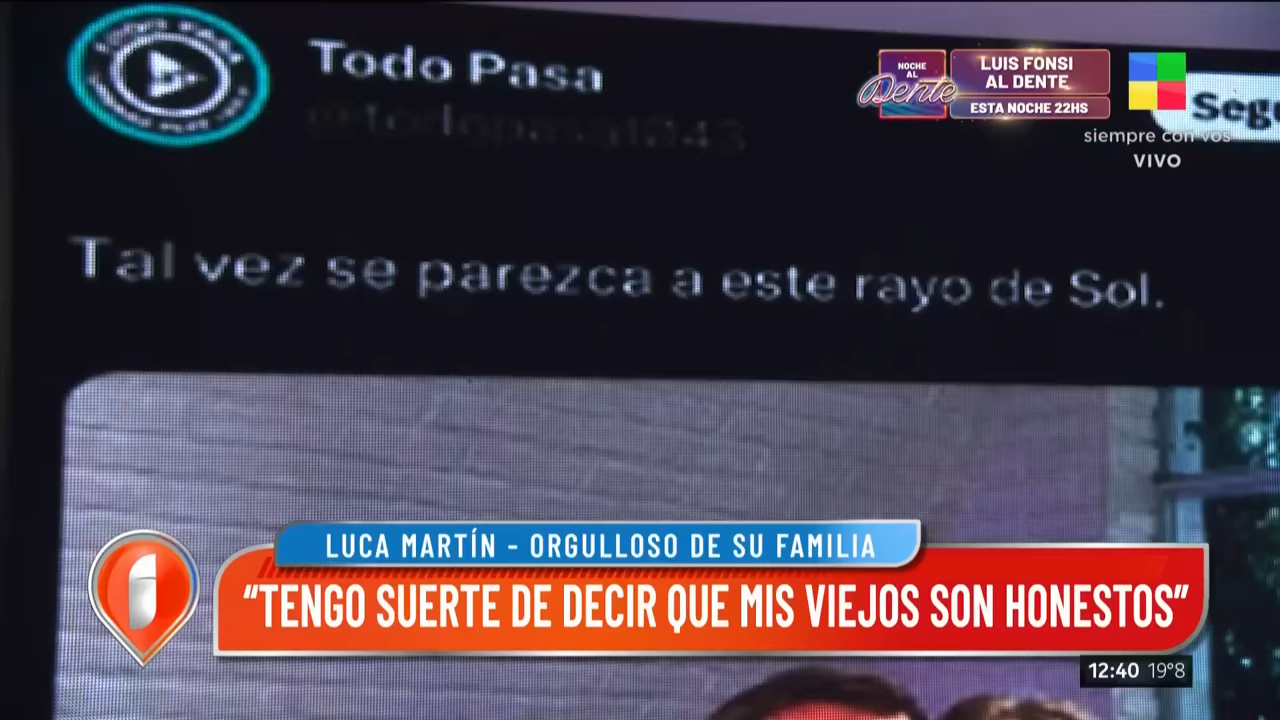 Todo Pasa
Tal vez se parezca a este rayo de Sol.
NOCHE
AL
Dente
LUIS FONSI
AL DENTE
ESTA NOCHE 22HS
Seg
siempre con vos
VIVO
LUCA MARTÍN - ORGULLOSO DE SU FAMILIA
“TENGO SUERTE DE DECIR QUE MIS VIEJOS SON HONESTOS”
12:40 19°8